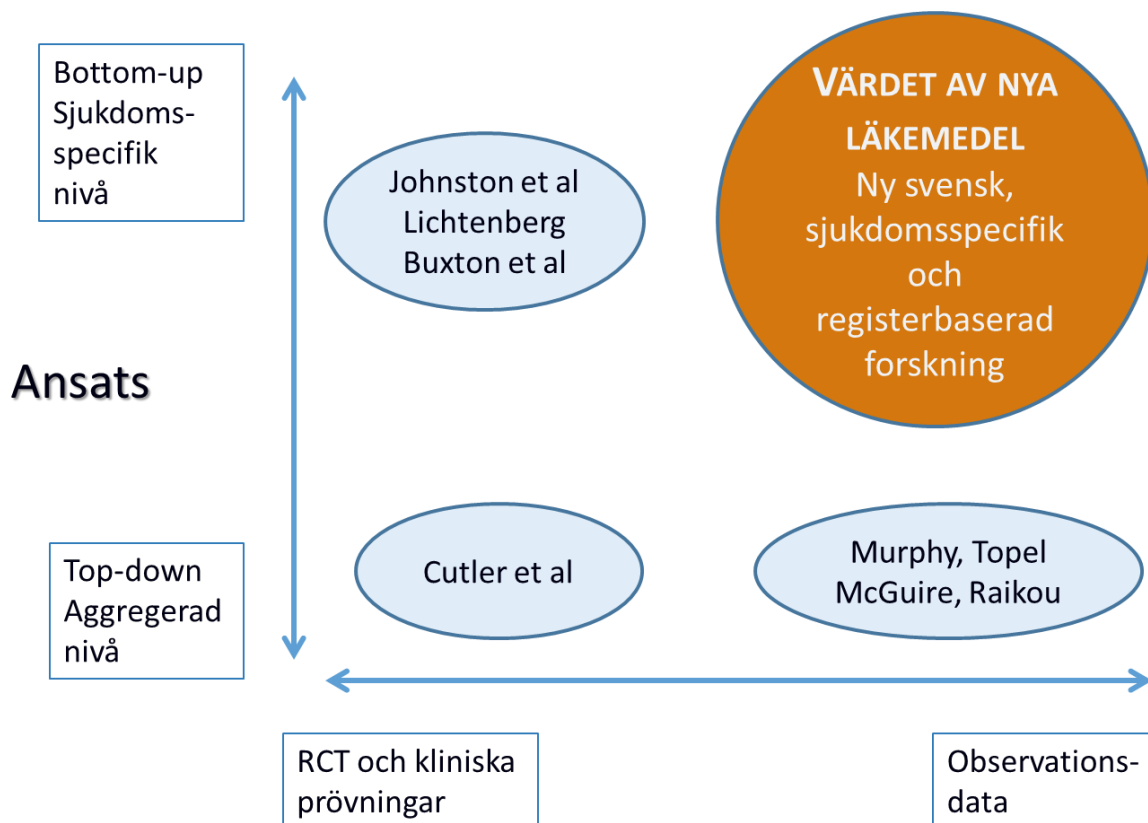 Bottom-up
Sjukdoms-
specifik
nivå
Johnston et al
Lichtenberg
Buxton et al
VÄRDET AV NYA
LÄKEMEDEL
Ny svensk,
sjukdomsspecifik
och
registerbaserad
forskning
Ansats
Top-down
Aggregerad
nivå
Cutler et al
Murphy, Topel
McGuire, Raikou
RCT och kliniska
prövningar
Observations-
data